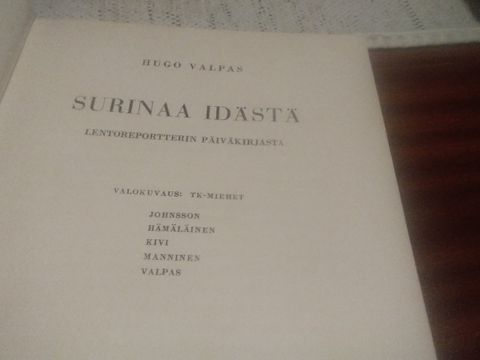 HUGO VALPAS
SURINAA IDÄSTÄ
LENTOREPORTTERIN PÄIVÄKIRJASTA
VALOKUVAUS: TK-MIEHET
JOHNSSON
HÄMÄLÄINEN
KIVI
MANNINEN
VALPAS